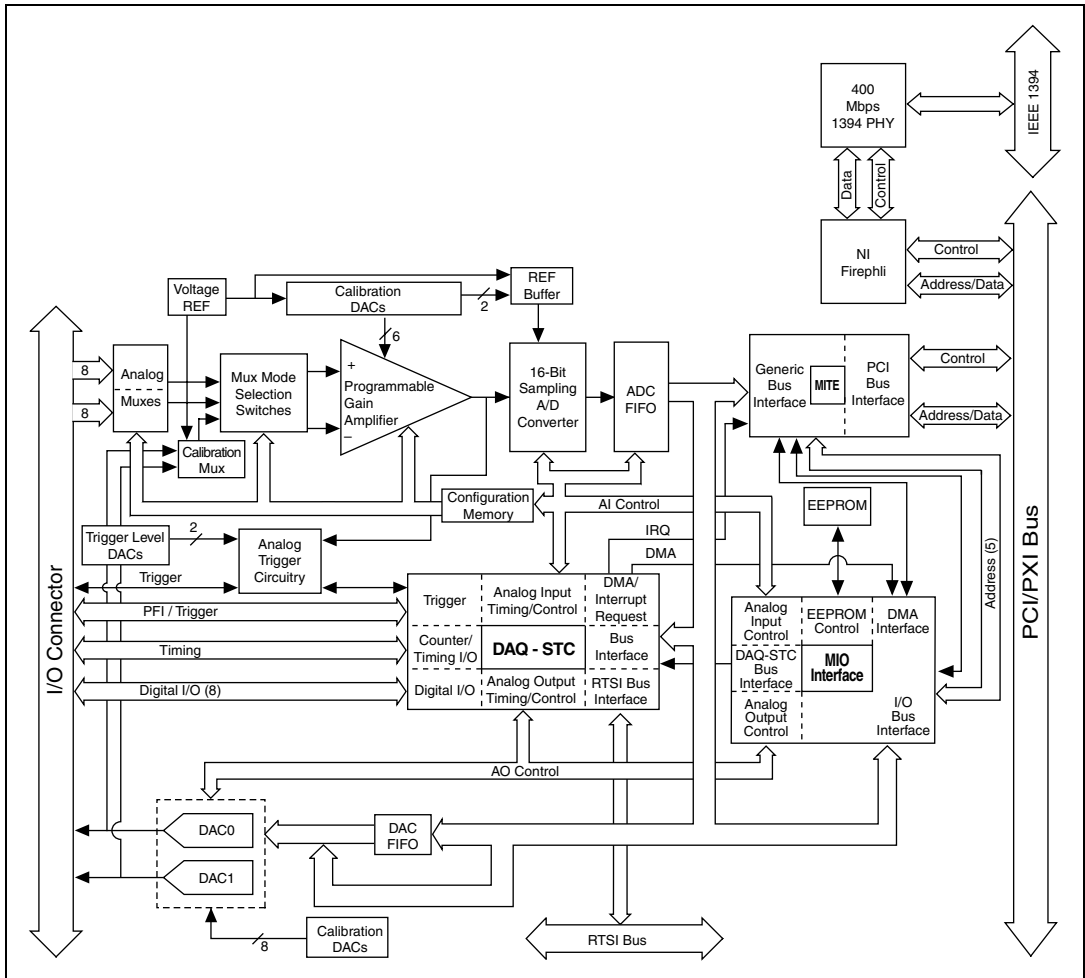 400
Mbps
1394 PHY
IEEE 1394
Data
Control
NI
Firephli
Control
Address/Data
Voltage
REF
Calibration
DACs
2
REF
Buffer
6
8
8
Analog
Muxes
Mux Mode
Selection
Switches
+
Programmable
Gain
Amplifier
–
16-Bit
Sampling
A/D
Converter
ADC
FIFO
Generic
Bus
Interface
MITE
PCI
Bus
Interface
Control
Address/Data
Calibration
Mux
Configuration
Memory
AI Control
EEPROM
Trigger Level
DACs
2
Analog
Trigger
Circuitry
IRQ
DMA
Address (5)
PCI/PXI Bus
I/O Connector
Trigger
PFI / Trigger
Timing
Digital I/O (8)
Trigger
Analog Input
Timing/Control
DMA/
Interrupt
Request
Counter/
Timing I/O
DAQ - STC
Bus
Interface
Digital I/O
Analog Output
Timing/Control
RTSI Bus
Interface
Analog
Input
Control
EEPROM
Control
DMA
Interface
DAQ-STC
Bus
Interface
MIO
Interface
Analog
Output
Control
I/O
Bus
Interface
AO Control
DAC0
DAC
FIFO
DAC1
8
Calibration
DACs
RTSI Bus